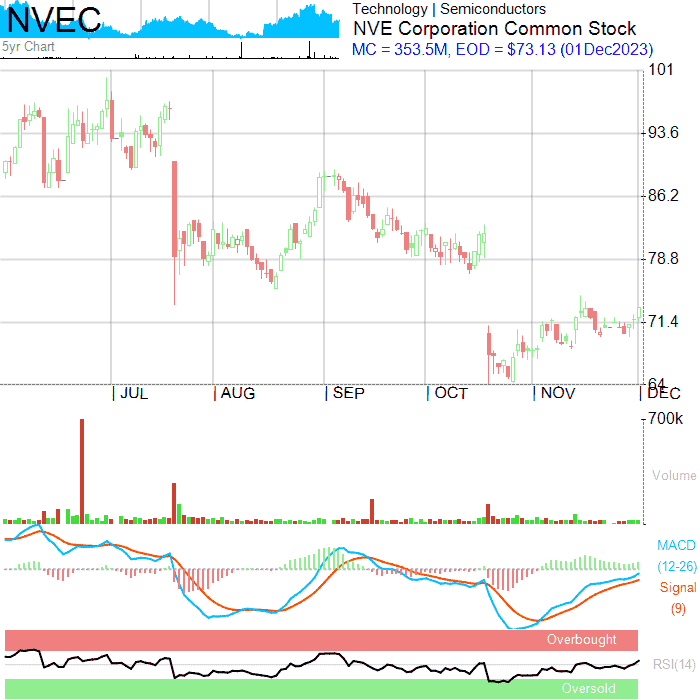 NVEC
5yr Chart
Technology | Semiconductors
NVE Corporation Common Stock
MC = 353.5M, EOD = $73.13 (01Dec2023)
101
93.6
86.2
78.8
71.4
64
JUL
AUG
SEP
OCT
NOV
DEC
700k
Volume
MACD
(12-26)
Signal
(9)
Overbought
RSI(14)
Oversold